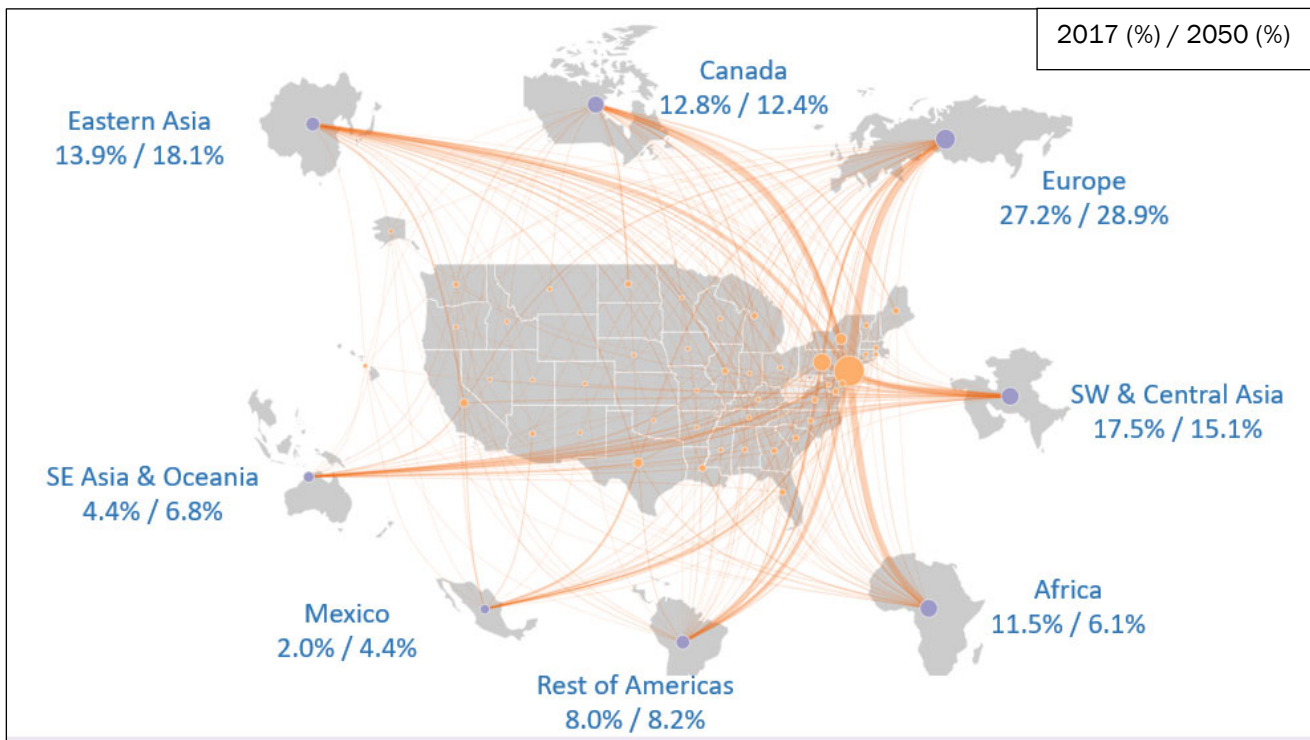 2017 (%) / 2050 (%)
Canada
12.8% / 12.4%
Eastern Asia
13.9% / 18.1%
Europe
27.2% / 28.9%
SW & Central Asia
17.5% / 15.1%
SE Asia & Oceania
4.4% / 6.8%
Africa
11.5% / 6.1%
Mexico
2.0% / 4.4%
Rest of Americas
8.0% / 8.2%